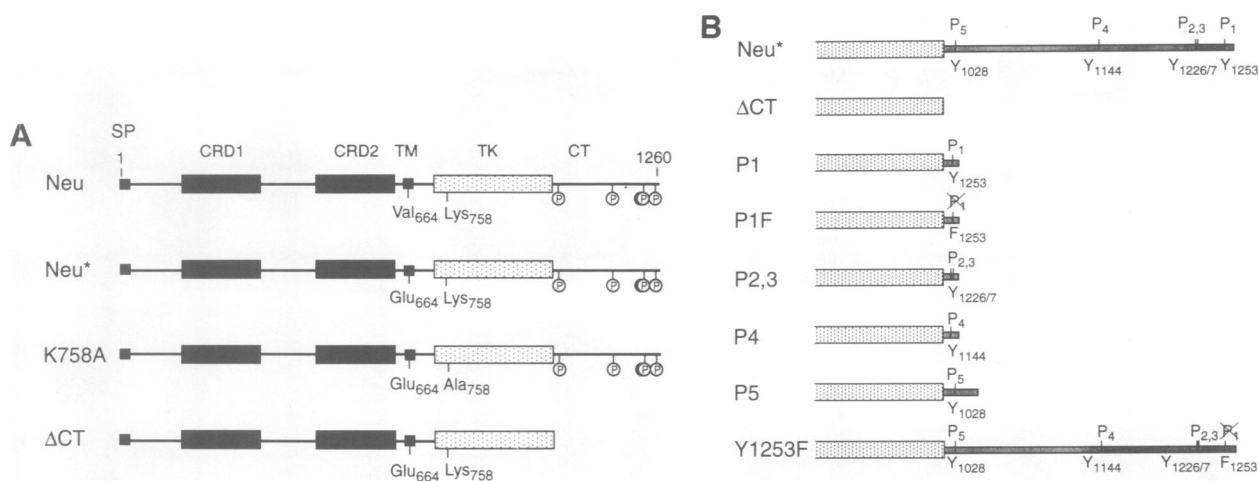 A
SP
1
CRD1
CRD2
TM
TK
CT
1260
Neu
P P P P
Val664 Lys758
Neu*
P P P P
Glu664 Lys758
K758A
P P P P
Glu664 Ala758
ΔCT
Glu664 Lys758
B
Neu*
P5 P4 P2,3 P1
Y1028 Y1144 Y1226/7 Y1253
ΔCT
P1
P1
Y1253
P1F
P1
F1253
P2,3
P2,3
Y1226/7
P4
P4
Y1144
P5
P5
Y1028
Y1253F
P5 P4 P2,3 P1
Y1028 Y1144 Y1226/7 F1253